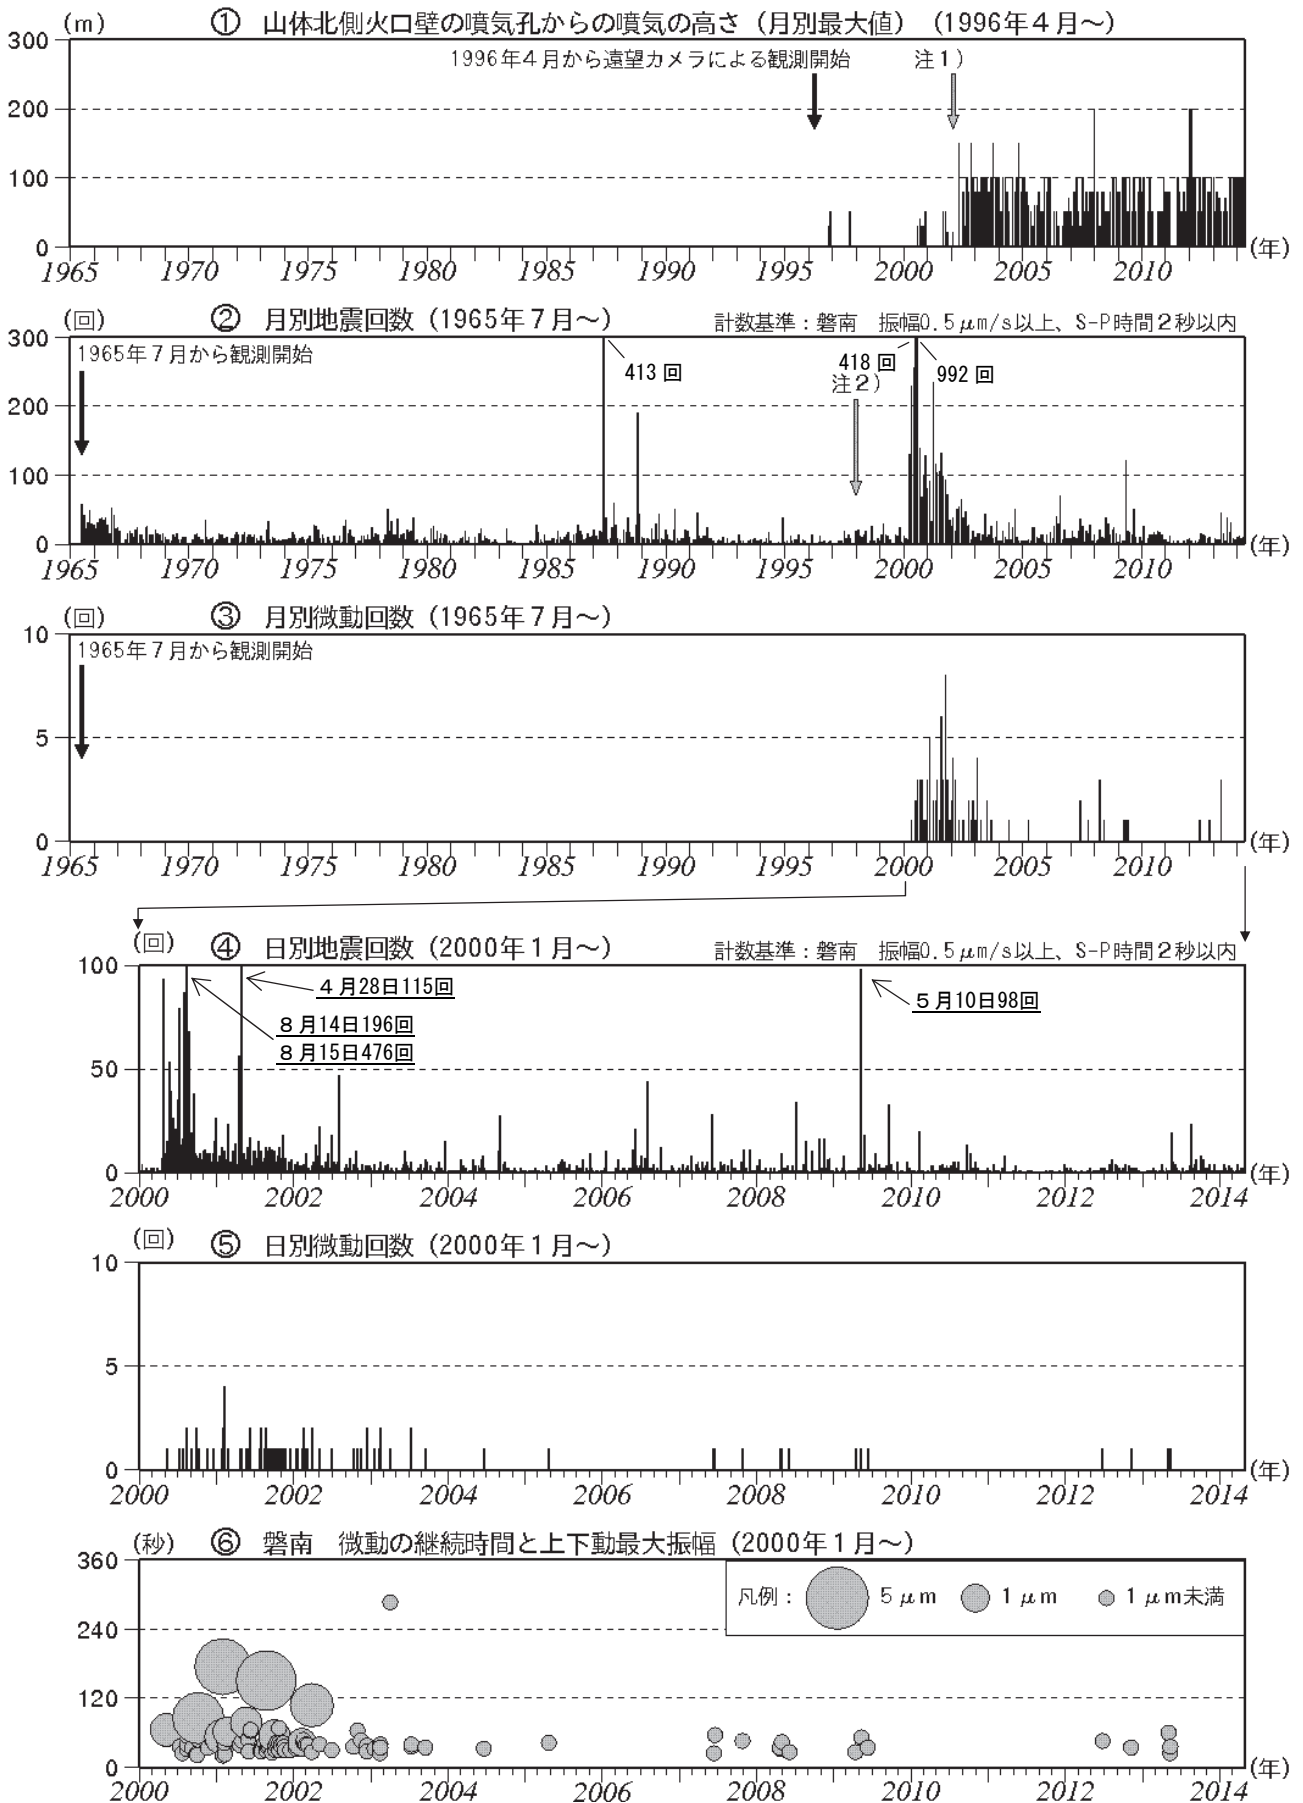 (m) ① 山体北側火口壁の噴気孔からの噴気の高さ（月別最大値）（1996年４月～）
300
1996年４月から遠望カメラによる観測開始 注１）
200
100
0
1965 1970 1975 1980 1985 1990 1995 2000 2005 2010 (年)
(回) ② 月別地震回数（1965年７月～） 計数基準：磐南 振幅0.5μm/s以上、S-P時間２秒以内
300
1965年７月から観測開始
413 回
418 回
992 回
注２）
200
100
0
1965 1970 1975 1980 1985 1990 1995 2000 2005 2010 (年)
(回) ③ 月別微動回数（1965年７月～）
10
1965年７月から観測開始
5
0
1965 1970 1975 1980 1985 1990 1995 2000 2005 2010 (年)
(回) ④ 日別地震回数（2000年１月～） 計数基準：磐南 振幅0.5μm/s以上、S-P時間２秒以内
100
４月28日115回
５月10日98回
８月14日196回
８月15日476回
50
0
2000 2002 2004 2006 2008 2010 2012 2014 (年)
(回) ⑤ 日別微動回数（2000年１月～）
10
5
0
2000 2002 2004 2006 2008 2010 2012 2014 (年)
(秒) ⑥ 磐南 微動の継続時間と上下動最大振幅（2000年１月～）
360
凡例： ５μm １μm １μm未満
240
120
0
2000 2002 2004 2006 2008 2010 2012 2014 (年)